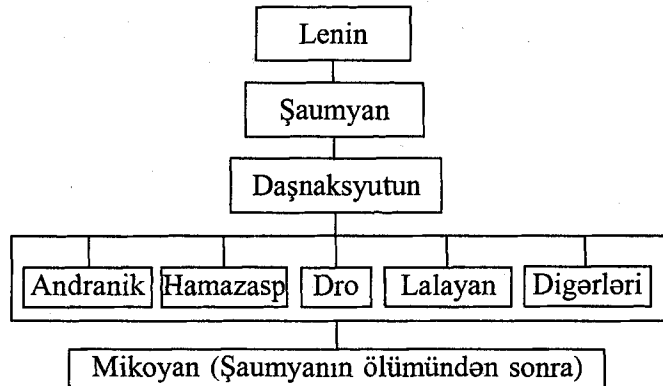 Lenin
Şaumyan
Daşnaksyutun
Andranik Hamazasp Dro Lalayan Digərləri
Mikoyan (Şaumyanın ölümündən sonra)